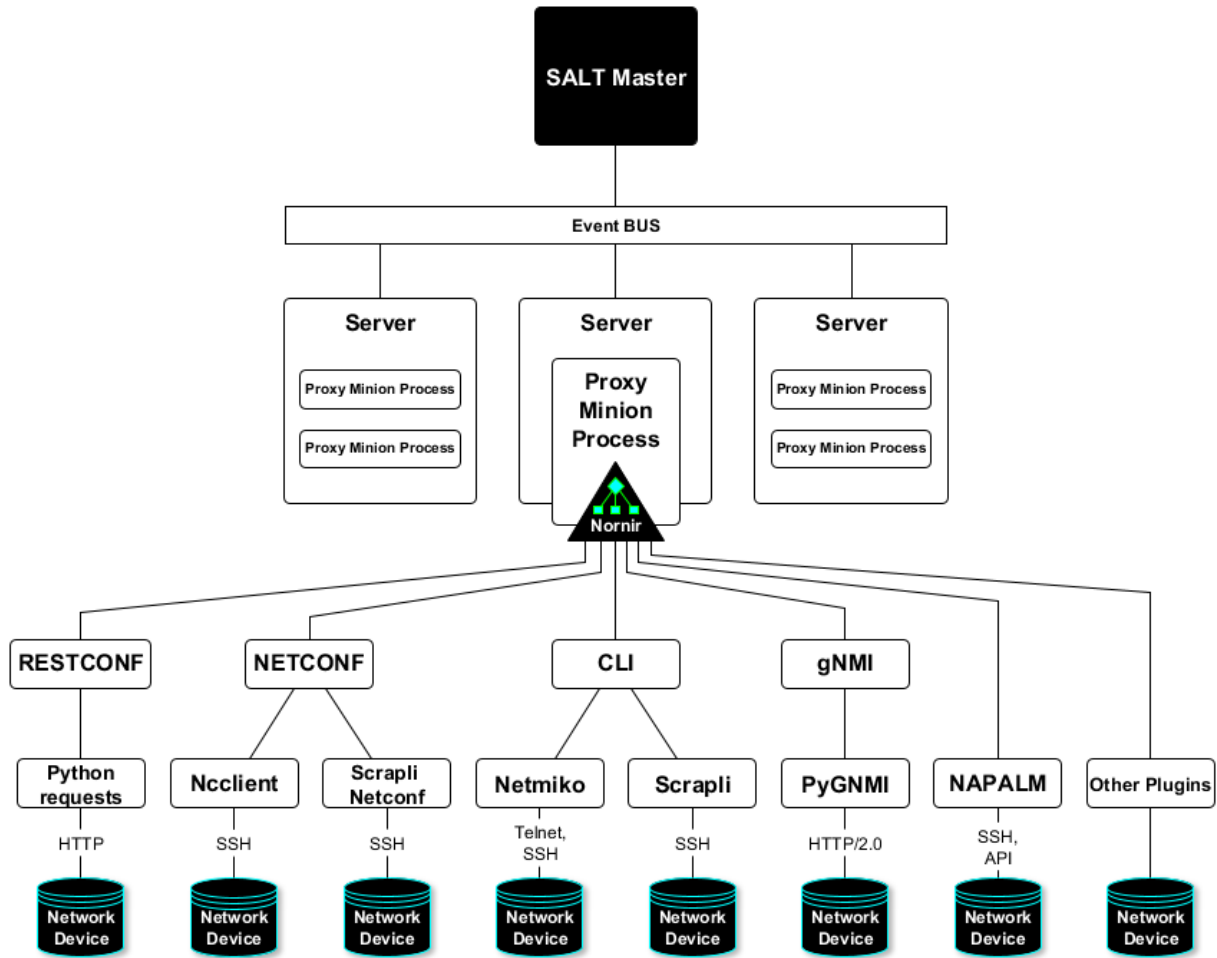 SALT Master
Event BUS
Server
Server
Server
Proxy Minion Process
Proxy Minion Process
Proxy
Minion
Process
Nornir
Proxy Minion Process
Proxy Minion Process
RESTCONF
NETCONF
CLI
gNMI
Python
requests
Ncclient
Scrapli
Netconf
Netmiko
Scrapli
PyGNMI
NAPALM
Other Plugins
HTTP
SSH
SSH
Telnet,
SSH
SSH
HTTP/2.0
SSH,
API
Network
Device
Network
Device
Network
Device
Network
Device
Network
Device
Network
Device
Network
Device
Network
Device